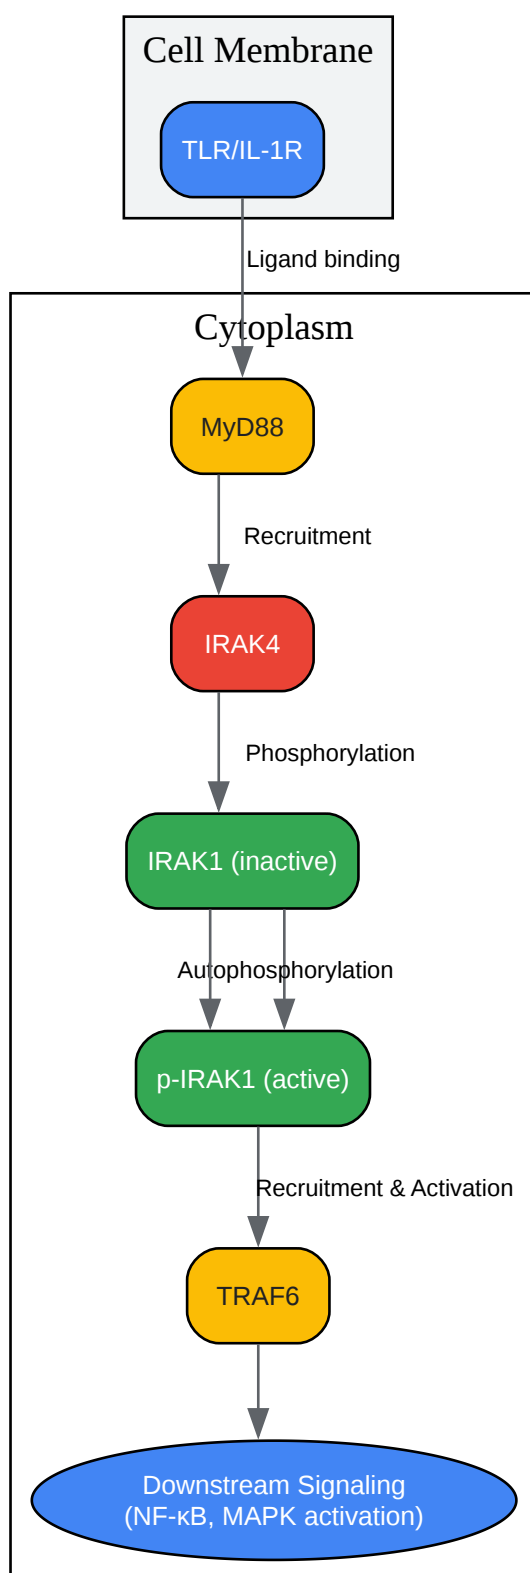 Cell Membrane
TLR/IL-1R
Ligand binding
Cytoplasm
MyD88
Recruitment
IRAK4
Phosphorylation
IRAK1 (inactive)
Autophosphorylation
p-IRAK1 (active)
Recruitment & Activation
TRAF6
Downstream Signaling
(NF-κB, MAPK activation)